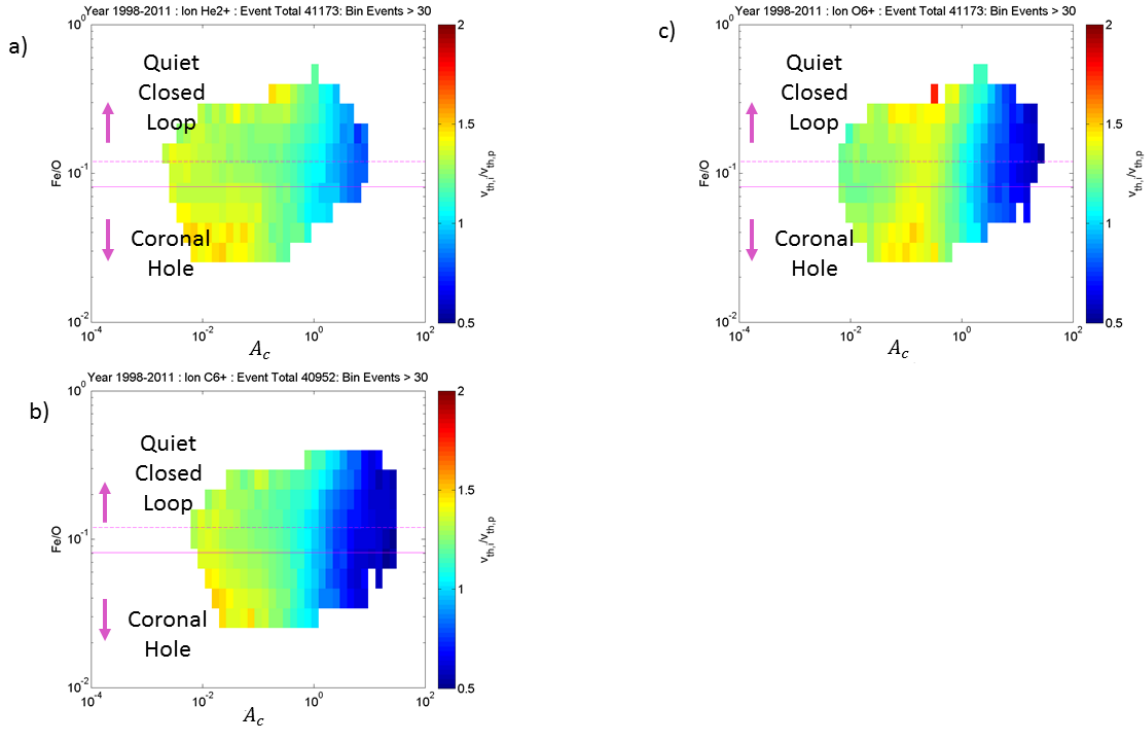 a)
Year 1998-2011 : Ion He2+ : Event Total 41173: Bin Events > 30
10^0
10^-1
10^-2
Fe/O
Quiet
Closed
Loop
Coronal
Hole
10^-4
10^-2
10^0
10^2
A_c
2
1.5
1
0.5
v_th,i/v_th,p
c)
Year 1998-2011 : Ion O6+ : Event Total 41173: Bin Events > 30
10^0
10^-1
10^-2
Fe/O
Quiet
Closed
Loop
Coronal
Hole
10^-4
10^-2
10^0
10^2
A_c
2
1.5
1
0.5
v_th,i/v_th,p
b)
Year 1998-2011 : Ion C6+ : Event Total 40952: Bin Events > 30
10^0
10^-1
10^-2
Fe/O
Quiet
Closed
Loop
Coronal
Hole
10^-4
10^-2
10^0
10^2
A_c
2
1.5
1
0.5
v_th,i/v_th,p